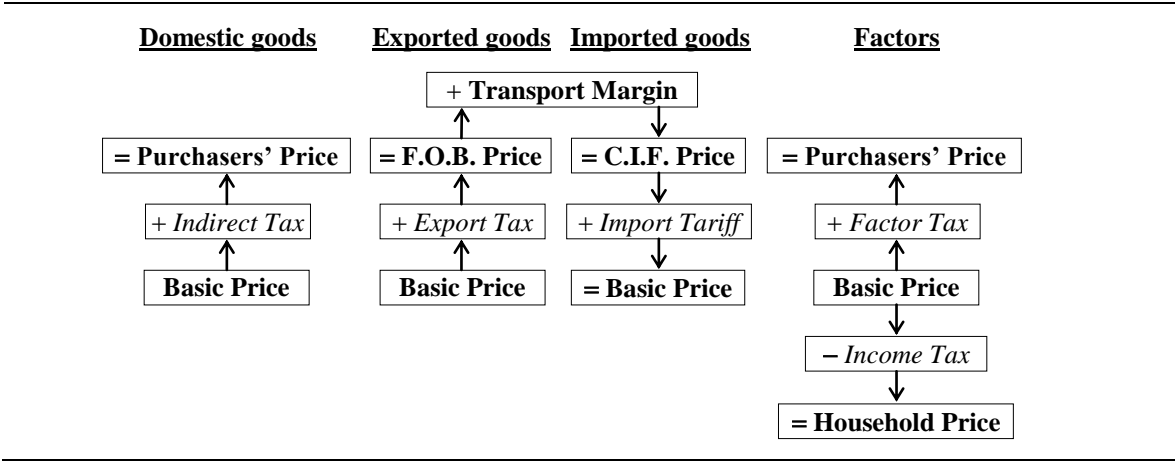 Domestic goods Exported goods Imported goods Factors
+ Transport Margin
= Purchasers’ Price = F.O.B. Price = C.I.F. Price = Purchasers’ Price
+ Indirect Tax + Export Tax + Import Tariff + Factor Tax
Basic Price Basic Price = Basic Price Basic Price
− Income Tax
= Household Price